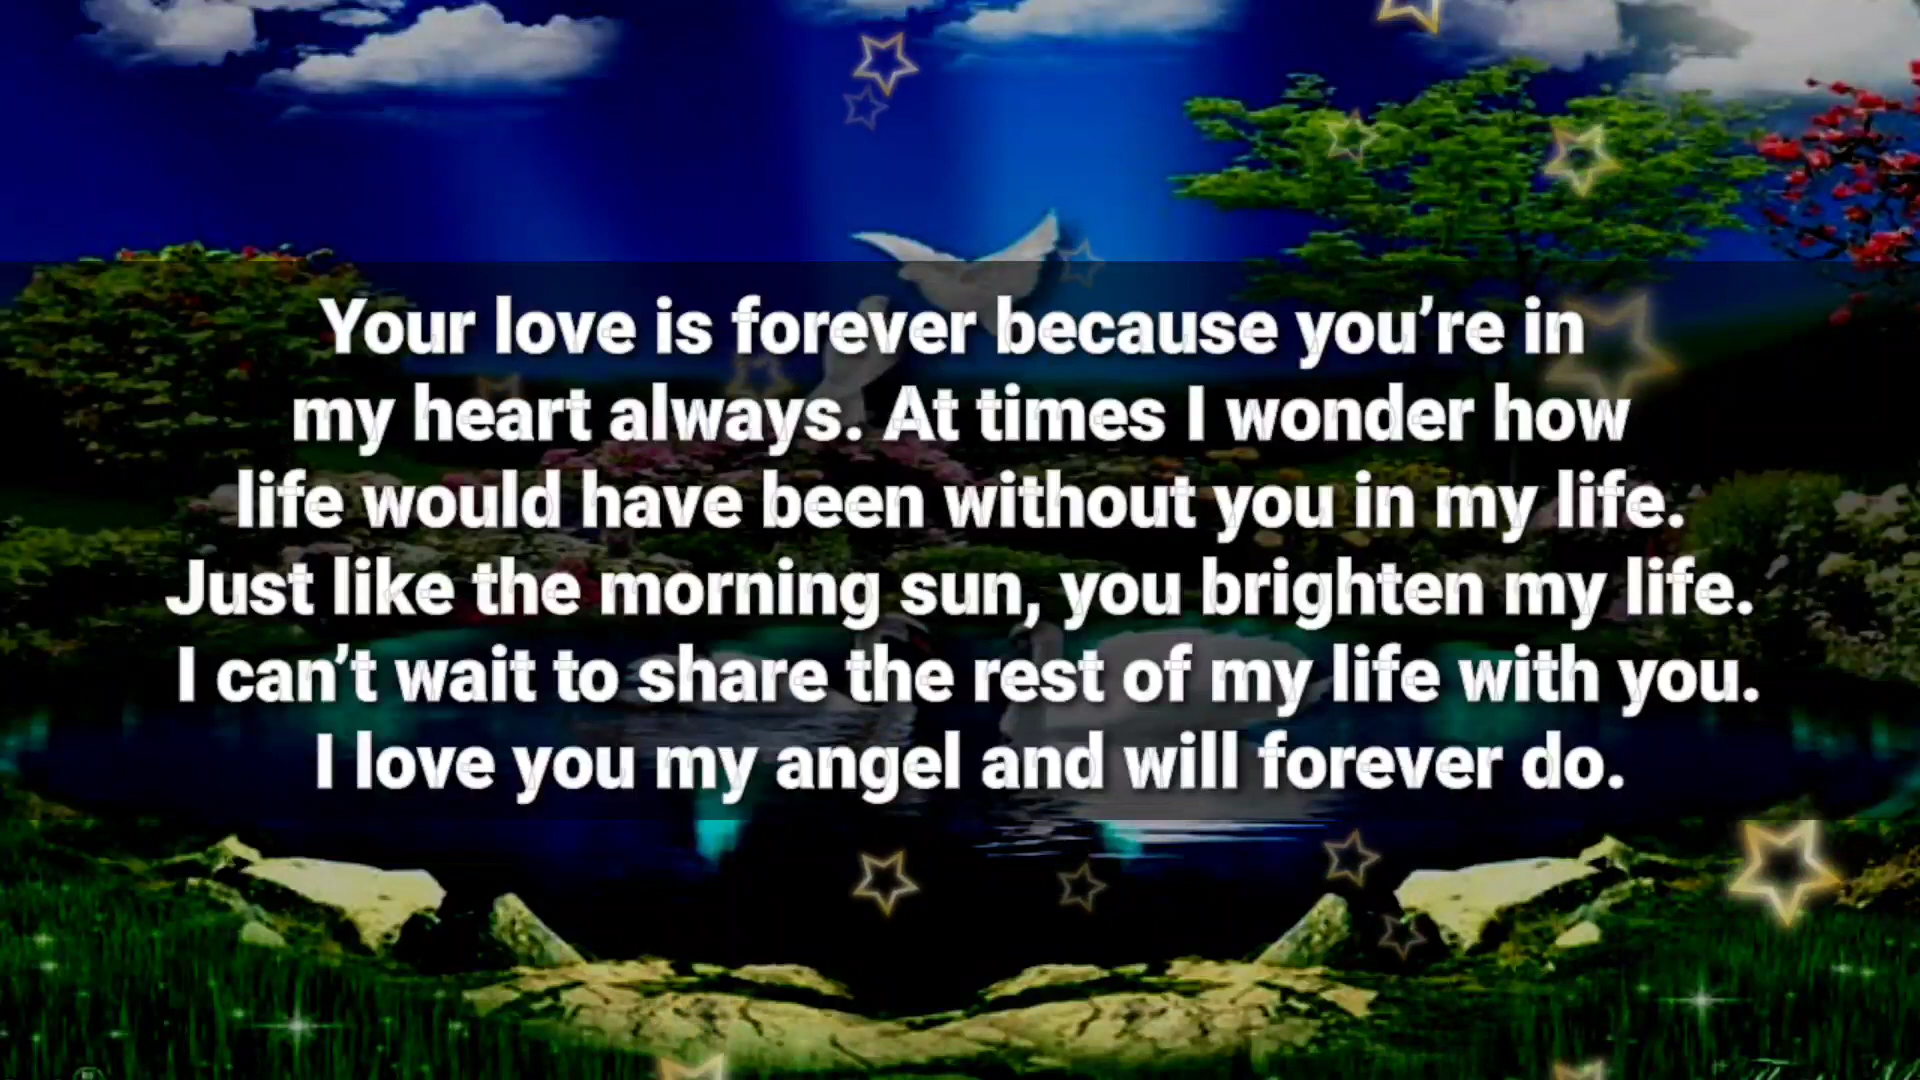 Your love is forever because you’re in
my heart always. At times I wonder how
life would have been without you in my life.
Just like the morning sun, you brighten my life.
I can’t wait to share the rest of my life with you.
I love you my angel and will forever do.